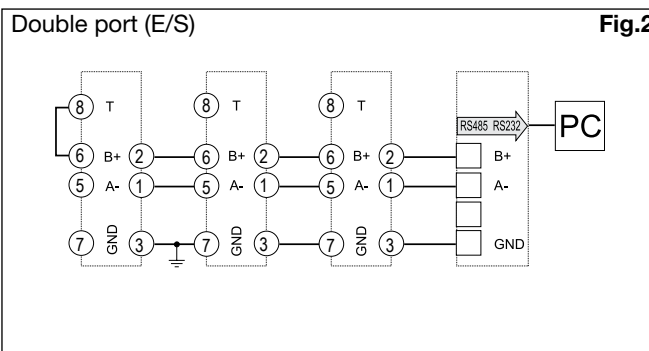 Double port (E/S) Fig.2
8 T 8 T 8 T
RS485 RS232 PC
6 B+ 2 6 B+ 2 6 B+ 2 B+
5 A- 1 5 A- 1 5 A- 1 A-
7 GND 3 7 GND 3 7 GND 3 GND